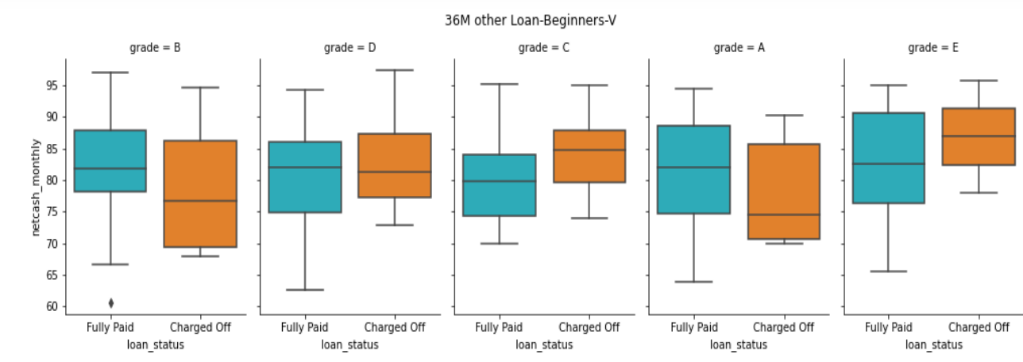 36M other Loan-Beginners-V
grade = B
grade = D
grade = C
grade = A
grade = E
netcash_monthly
95
90
85
80
75
70
65
60
Fully Paid Charged Off
loan_status
Fully Paid Charged Off
loan_status
Fully Paid Charged Off
loan_status
Fully Paid Charged Off
loan_status
Fully Paid Charged Off
loan_status